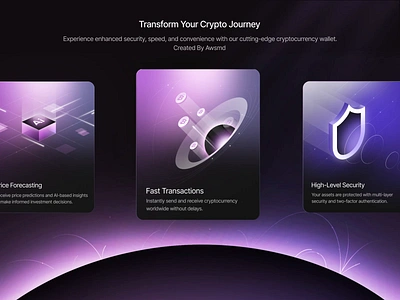 Transform Your Crypto Journey
Experience enhanced security, speed, and convenience with our cutting-edge cryptocurrency wallet.
Created By Awsmd
AI
rice Forecasting
ceive price predictions and AI-based insights
make informed investment decisions.
Fast Transactions
Instantly send and receive cryptocurrency
worldwide without delays.
High-Level Security
Your assets are protected with multi-layer
security and two-factor authentication.